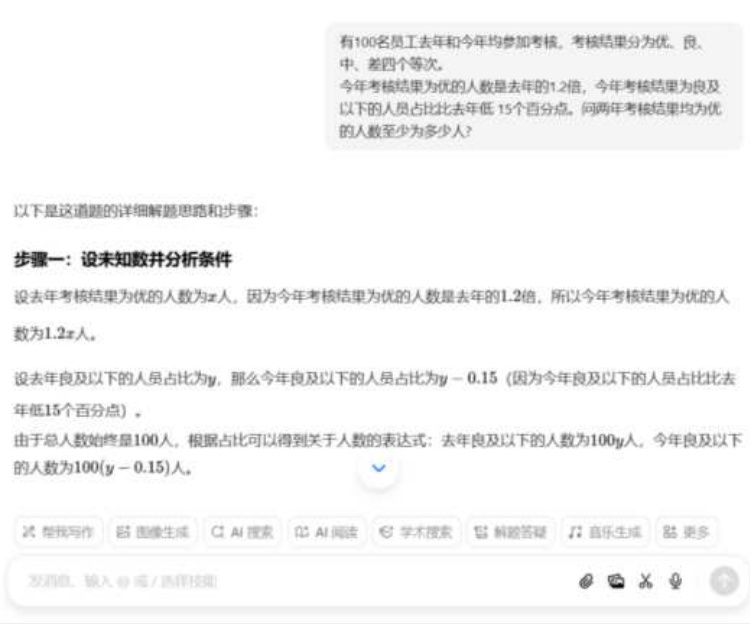 有100名员工去年和今年均参加考核，考核结果分为优、良、
中、差四个等次。
今年考核结果为优的人数是去年的1.2倍，今年考核结果为良及
以下的人员占比比去年低 15个百分点。问两年考核结果均为优
的人数至少为多少人?
以下是这道题的详细解题思路和步骤：
步骤一：设未知数并分析条件
设去年考核结果为优的人数为x人，因为今年考核结果为优的人数是去年的1.2倍，所以今年考核结果为优的人
数为1.2x人。
设去年良及以下的人员占比为y，那么今年良及以下的人员占比为y − 0.15（因为今年良及以下的人员占比比去
年低15个百分点）。
由于总人数始终是100人，根据占比可以得到关于人数的表达式：去年良及以下的人数为100y人，今年良及以下
的人数为100(y − 0.15)人。
帮我写作 图像生成 AI 搜索 AI 阅读 学术搜索 解题答疑 音乐生成 更多
发消息、输入 @ 或 / 选择技能